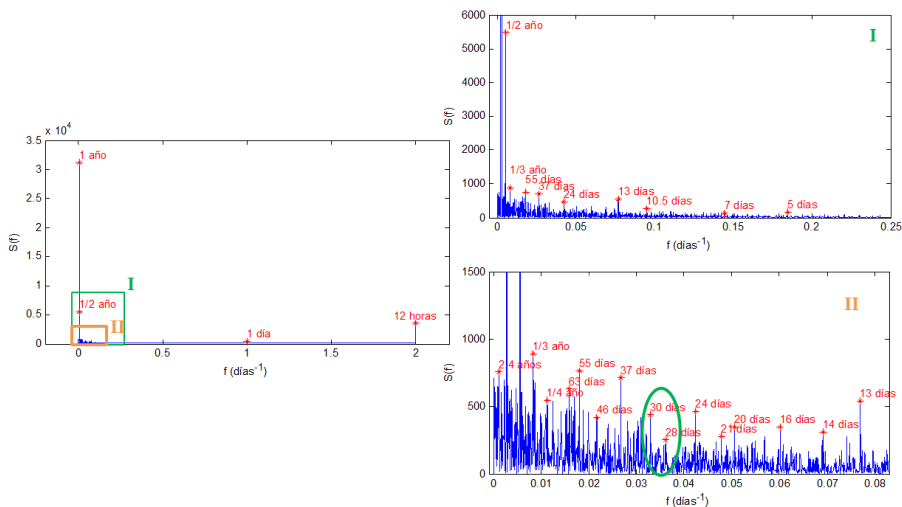 x 10^4
3.5
3
2.5
2
1.5
1
0.5
0
S(f)
1 año
1/2 año
I
II
1 día
12 horas
0 0.5 1 1.5 2
f (días^-1)
6000
5000
4000
3000
2000
1000
0
S(f)
I
1/2 año
1/3 año
55 días
37 días
24 días
13 días
10.5 días
7 días
5 días
0 0.05 0.1 0.15 0.2 0.25
f (días^-1)
1500
1000
500
0
S(f)
II
2.4 años
1/3 año
1/4 año
63 días
55 días
46 días
37 días
30 días
28 días
24 días
21 días
20 días
16 días
14 días
13 días
0 0.01 0.02 0.03 0.04 0.05 0.06 0.07 0.08
f (días^-1)